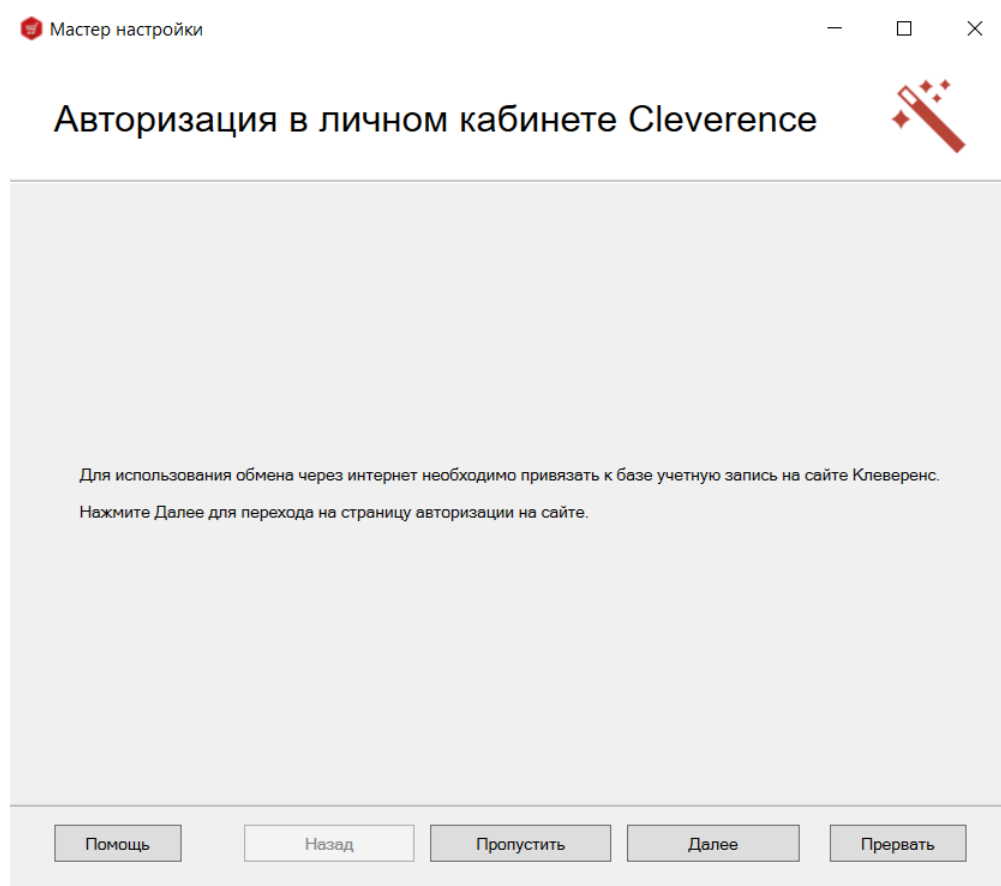 Мастер настройки
Авторизация в личном кабинете Cleverence
Для использования обмена через интернет необходимо привязать к базе учетную запись на сайте Клеверенс.
Нажмите Далее для перехода на страницу авторизации на сайте.
Помощь
Назад
Пропустить
Далее
Прервать